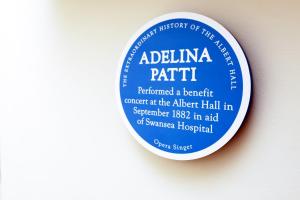 THE EXTRAORDINARY HISTORY OF THE ALBERT HALL
ADELINA
PATTI
Performed a benefit
concert at the Albert Hall in
September 1882 in aid
of Swansea Hospital
Opera Singer